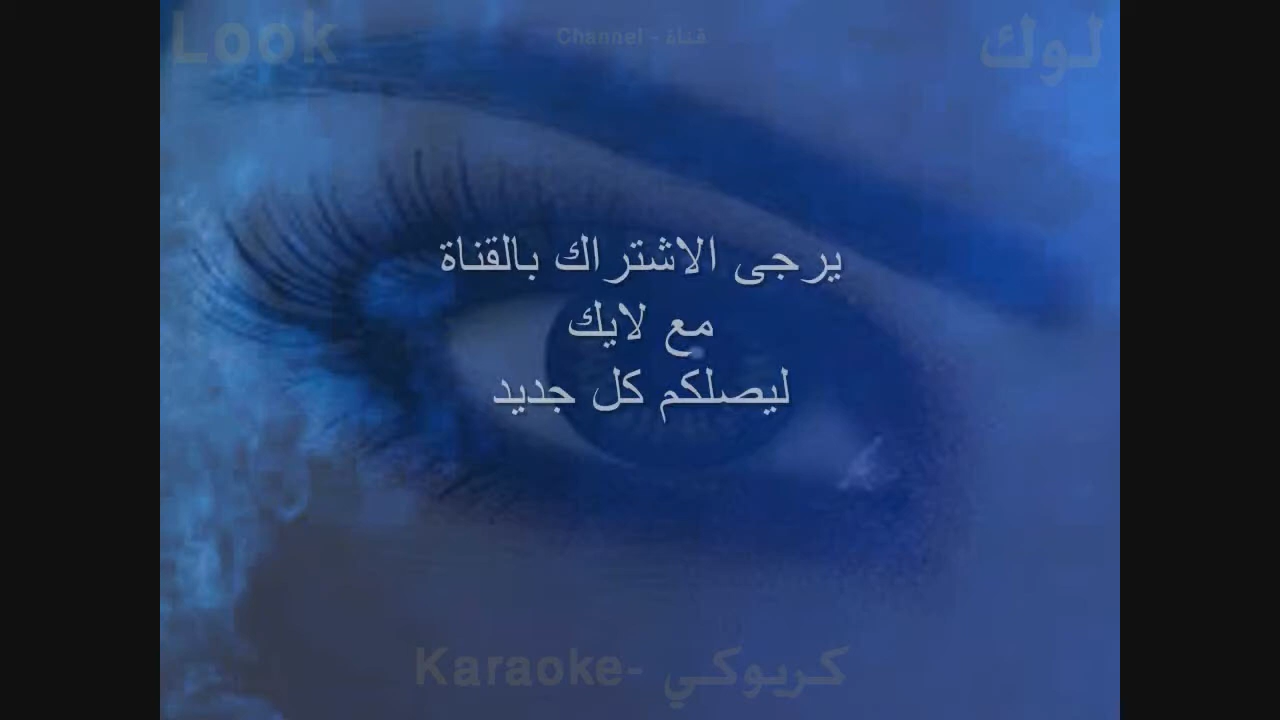 Look
Channel - قناة
لوك
يرجى الاشتراك بالقناة
مع لايك
ليصلكم كل جديد
Karaoke- كريوكي